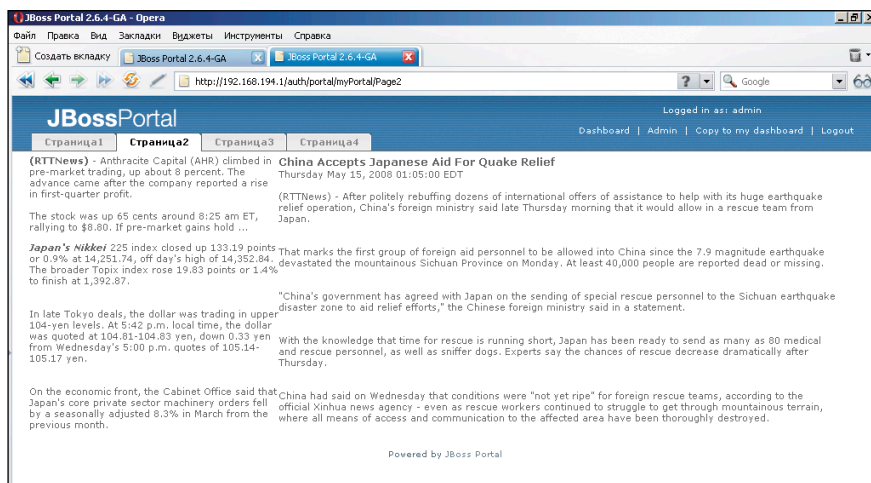 JBoss Portal 2.6.4-GA - Opera
Файл Правка Вид Закладки Виджеты Инструменты Справка
Создать вкладку JBoss Portal 2.6.4-GA JBoss Portal 2.6.4-GA
http://192.168.194.1/auth/portal/myPortal/Page2 ? Google
JBossPortal
Logged in as: admin
Dashboard | Admin | Copy to my dashboard | Logout
Страница1 Страница2 Страница3 Страница4
(RTTNews) - Anthracite Capital (AHR) climbed in
pre-market trading, up about 8 percent. The
advance came after the company reported a rise
in first-quarter profit.
The stock was up 65 cents around 8:25 am ET,
rallying to $8.80. If pre-market gains hold ...
Japan's Nikkei 225 index closed up 133.19 points
or 0.9% at 14,251.74, off day's high of 14,352.84.
The broader Topix index rose 19.83 points or 1.4%
to finish at 1,392.87.
In late Tokyo deals, the dollar was trading in upper
104-yen levels. At 5:42 p.m. local time, the dollar
was quoted at 104.81-104.83 yen, down 0.33 yen
from Wednesday's 5:00 p.m. quotes of 105.14-
105.17 yen.
On the economic front, the Cabinet Office said that
Japan's core private sector machinery orders fell
by a seasonally adjusted 8.3% in March from the
previous month.
China Accepts Japanese Aid For Quake Relief
Thursday May 15, 2008 01:05:00 EDT
(RTTNews) - After politely rebuffing dozens of international offers of assistance to help with its huge earthquake
relief operation, China's foreign ministry said late Thursday morning that it would allow in a rescue team from
Japan.
That marks the first group of foreign aid personnel to be allowed into China since the 7.9 magnitude earthquake
devastated the mountainous Sichuan Province on Monday. At least 40,000 people are reported dead or missing.
"China's government has agreed with Japan on the sending of special rescue personnel to the Sichuan earthquake
disaster zone to aid relief efforts," the Chinese foreign ministry said in a statement.
With the knowledge that time for rescue is running short, Japan has been ready to send as many as 80 medical
and rescue personnel, as well as sniffer dogs. Experts say the chances of rescue decrease dramatically after
Thursday.
China had said on Wednesday that conditions were "not yet ripe" for foreign rescue teams, according to the
official Xinhua news agency - even as rescue workers continued to struggle to get through mountainous terrain,
where all means of access and communication to the affected area have been thoroughly destroyed.
Powered by JBoss Portal